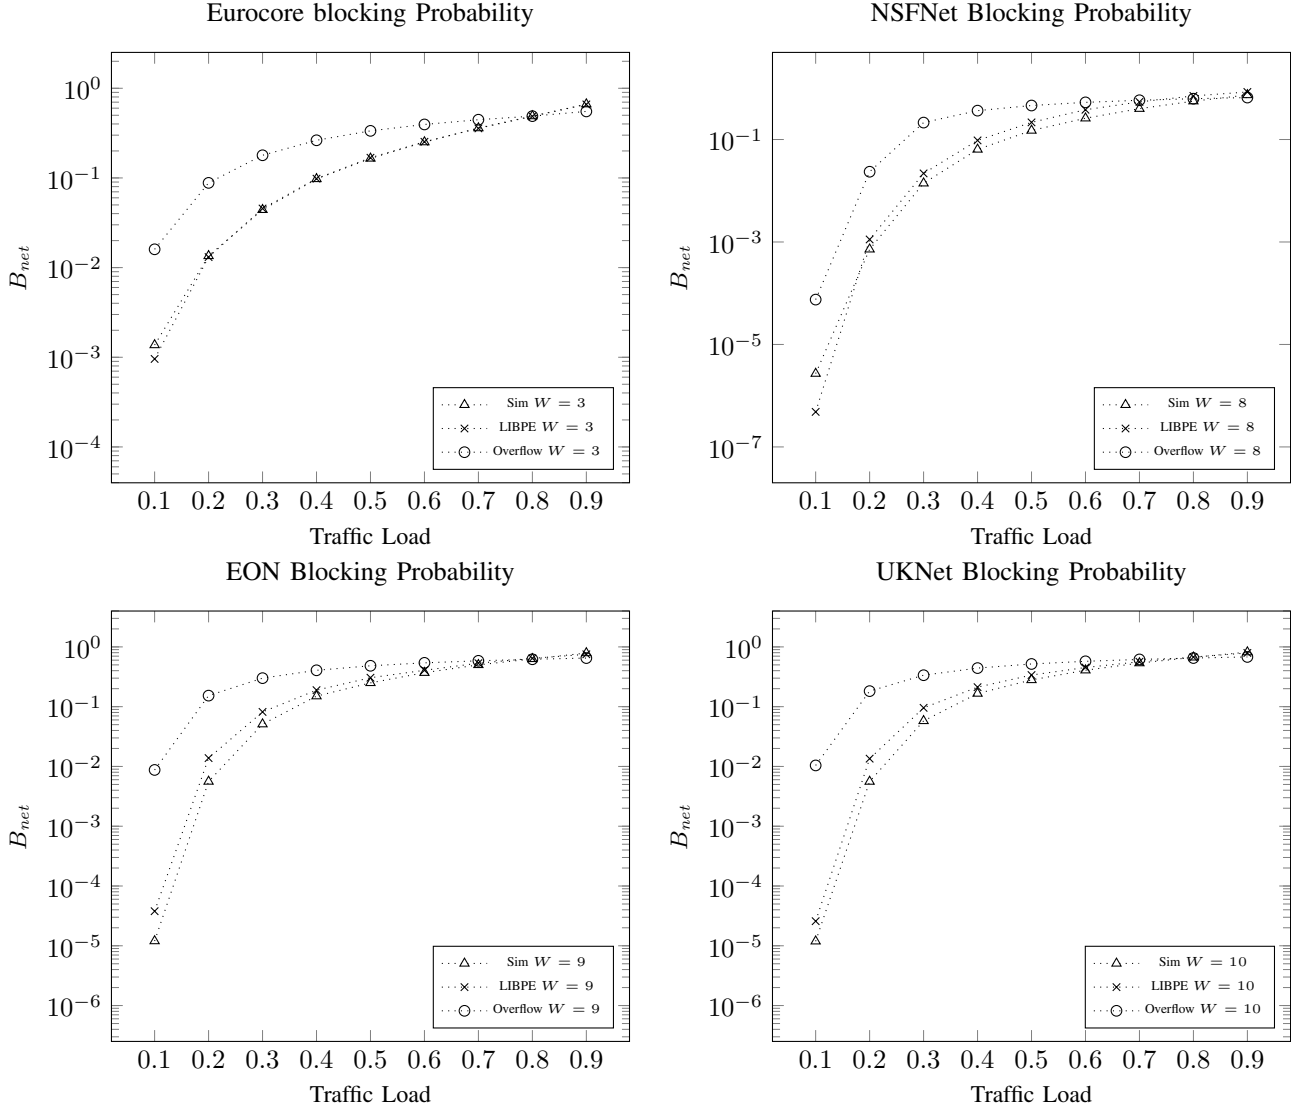 Eurocore blocking Probability
10^0
10^-1
10^-2
10^-3
10^-4
B_net
Sim W = 3
LIBPE W = 3
Overflow W = 3
0.1 0.2 0.3 0.4 0.5 0.6 0.7 0.8 0.9
Traffic Load
NSFNet Blocking Probability
10^-1
10^-3
10^-5
10^-7
B_net
Sim W = 8
LIBPE W = 8
Overflow W = 8
0.1 0.2 0.3 0.4 0.5 0.6 0.7 0.8 0.9
Traffic Load
EON Blocking Probability
10^0
10^-1
10^-2
10^-3
10^-4
10^-5
10^-6
B_net
Sim W = 9
LIBPE W = 9
Overflow W = 9
0.1 0.2 0.3 0.4 0.5 0.6 0.7 0.8 0.9
Traffic Load
UKNet Blocking Probability
10^0
10^-1
10^-2
10^-3
10^-4
10^-5
10^-6
B_net
Sim W = 10
LIBPE W = 10
Overflow W = 10
0.1 0.2 0.3 0.4 0.5 0.6 0.7 0.8 0.9
Traffic Load